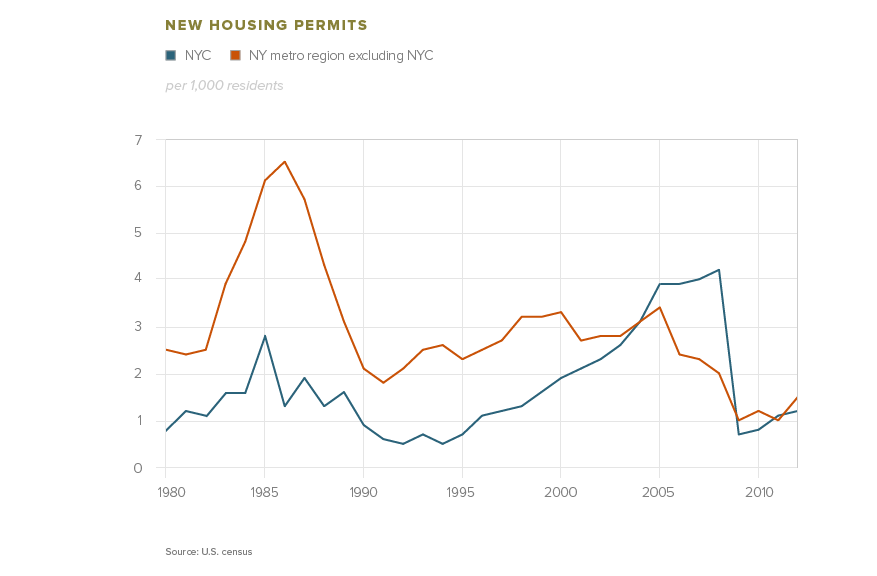 NEW HOUSING PERMITS
NYC NY metro region excluding NYC
per 1,000 residents
7
6
5
4
3
2
1
0
1980 1985 1990 1995 2000 2005 2010
Source: U.S. census